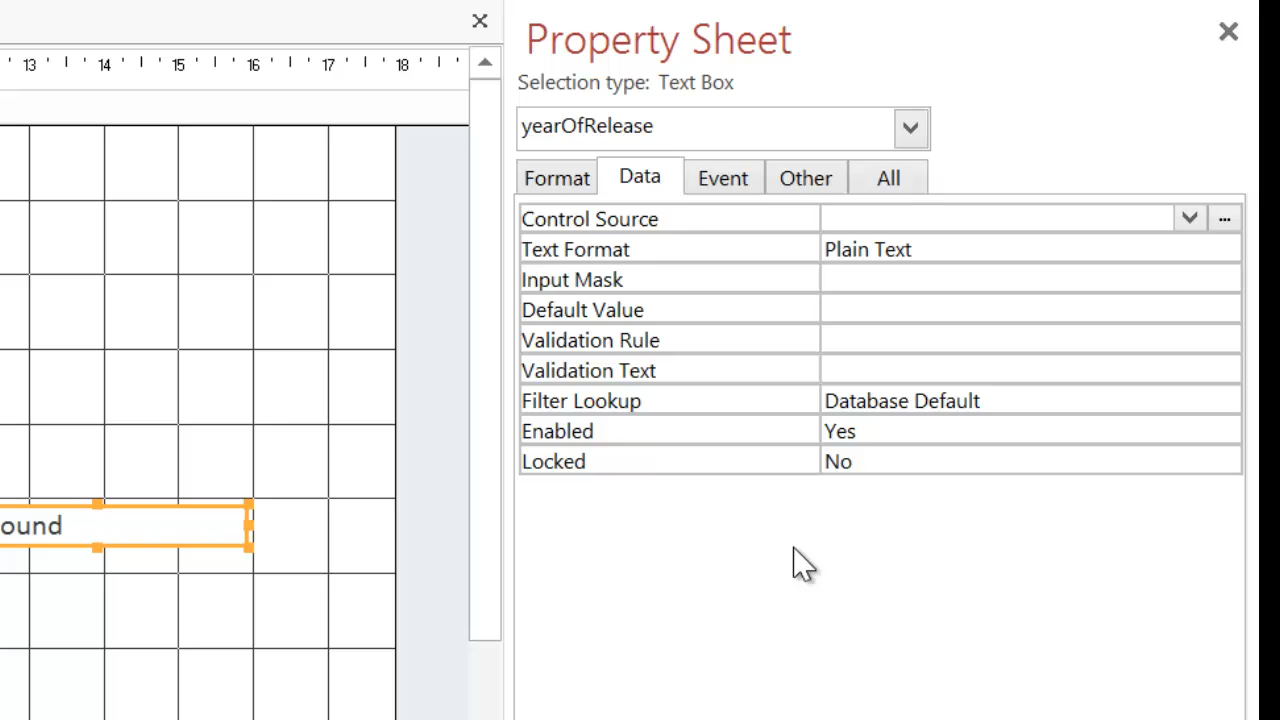 13 14 15 16 17 18
ound
Property Sheet
Selection type: Text Box
yearOfRelease
Format Data Event Other All
Control Source ...
Text Format Plain Text
Input Mask
Default Value
Validation Rule
Validation Text
Filter Lookup Database Default
Enabled Yes
Locked No